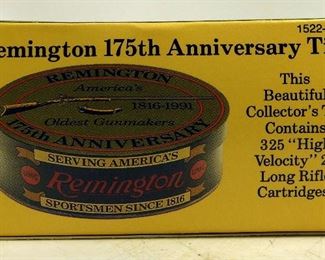 1522-
emington 175th Anniversary T
REMINGTON
America's
1816-1991
Oldest Gunmakers
175th ANNIVERSARY
SERVING AMERICA'S
Remington
SPORTSMEN SINCE 1816
This
Beautiful
Collector's T
Contains
325 "High
Velocity" 2
Long Rifle
Cartridges